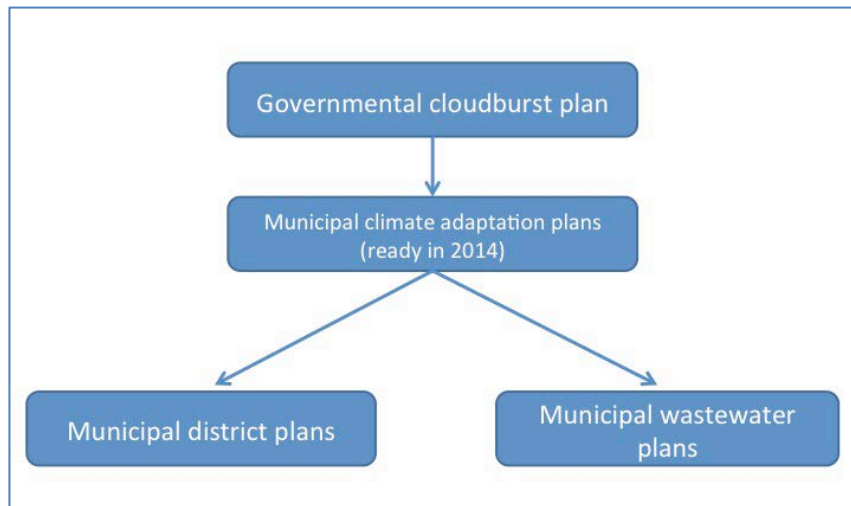 Governmental cloudburst plan
Municipal climate adaptation plans
(ready in 2014)
Municipal district plans
Municipal wastewater
plans